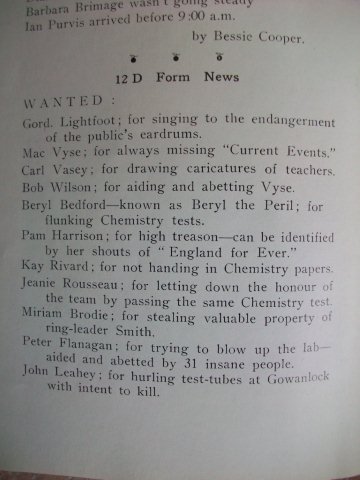 Barbara Brimage wasn't going steady
Ian Purvis arrived before 9:00 a.m.
by Bessie Cooper.
12 D Form News
WANTED:
Gord. Lightfoot; for singing to the endangerment
of the public's eardrums.
Mac Vyse; for always missing "Current Events."
Carl Vasey; for drawing caricatures of teachers.
Bob Wilson; for aiding and abetting Vyse.
Beryl Bedford—known as Beryl the Peril; for
flunking Chemistry tests.
Pam Harrison; for high treason—can be identified
by her shouts of "England for Ever."
Kay Rivard; for not handing in Chemistry papers.
Jeanie Rousseau; for letting down the honour of
the team by passing the same Chemistry test.
Miriam Brodie; for stealing valuable property of
ring-leader Smith.
Peter Flanagan; for trying to blow up the lab—
aided and abetted by 31 insane people.
John Leahey; for hurling test-tubes at Gowanlock
with intent to kill.